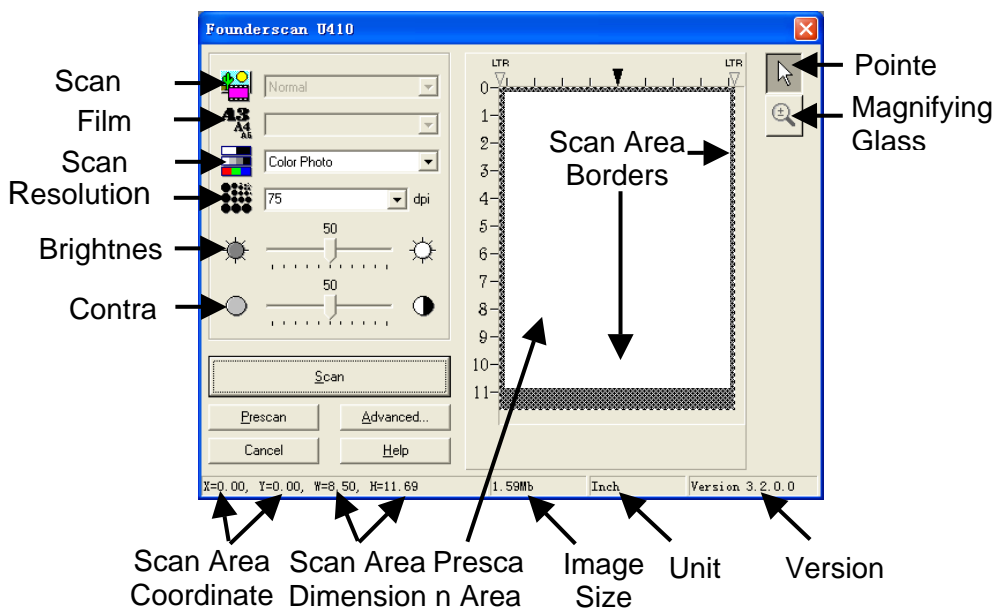 Founderscan U410
Scan
Film
Scan
Resolution
Brightnes
Contra
Normal
A3
A4
A5
Color Photo
75
dpi
50
50
Scan
Prescan
Advanced...
Cancel
Help
LTR
LTR
0
1
2
3
4
5
6
7
8
9
10
11
Scan Area
Borders
Pointe
Magnifying
Glass
X=0.00, Y=0.00, W=8.50, H=11.69
1.59Mb
Inch
Version 3.2.0.0
Scan Area
Coordinate
Scan Area
Dimension
Presca
n Area
Image
Size
Unit
Version